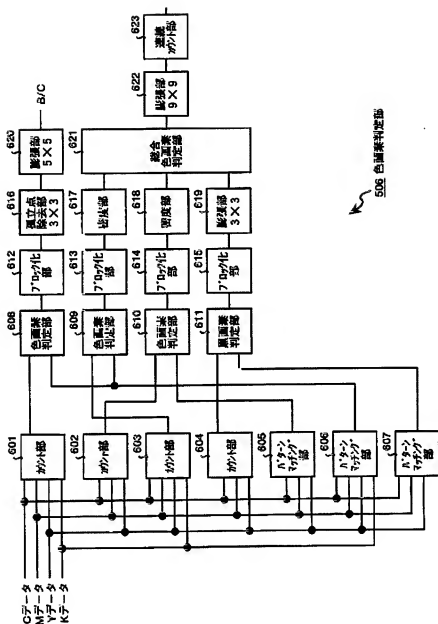 Cデータ
Mデータ
Yデータ
Kデータ
601
カウント部
602
カウント部
603
カウント部
604
カウント部
605
パターン
マッチング
部
606
パターン
マッチング
部
607
パターン
マッチング
部
608
色画素
判定部
609
色画素
判定部
610
色画素
判定部
611
黒画素
判定部
612
ブロック化
部
613
ブロック化
部
614
ブロック化
部
615
ブロック化
部
616
孤立点
除去部
3×3
617
密度部
618
密度部
619
膨張部
3×3
620
膨張部
5×5
B/C
621
総合
色画素
判定部
622
膨張部
9×9
623
連続
カウント部
506 色画素判定部